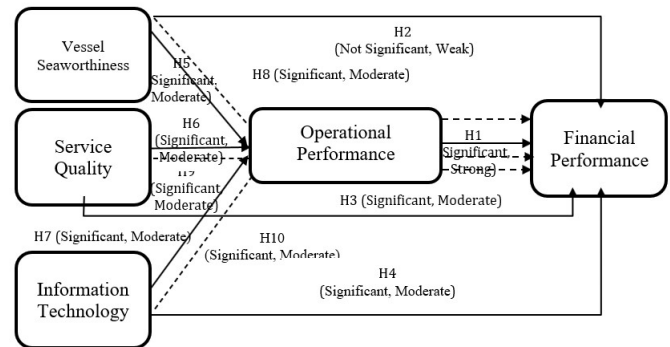 Vessel
Seaworthiness
H2
(Not Significant, Weak)
H5
Significant,
Moderate)
H8 (Significant, Moderate)
Service
Quality
H6
(Significant,
Moderate)
H9
(Significant,
Moderate)
Operational
Performance
H1
Significant,
Strong)
Financial
Performance
H3 (Significant, Moderate)
H7 (Significant, Moderate)
H10
(Significant, Moderate)
Information
Technology
H4
(Significant, Moderate)